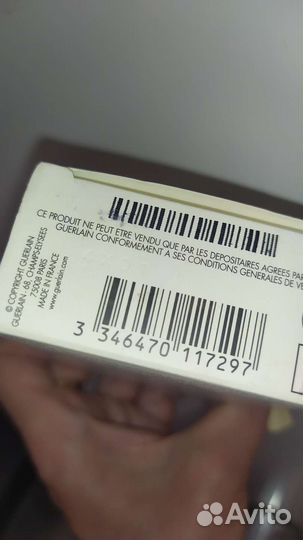 CE PRODUIT NE PEUT ETRE VENDU QUE PAR LES DEPOSITAIRES AGREES PAR
GUERLAIN CONFORMEMENT A SES CONDITIONS GENERALES DE
© COPYRIGHT GUERLAIN
GUERLAIN, 68, CHAMPS-ELYSEES
75008 PARIS
MADE IN FRANCE
www.guerlain.com
3 346470 117297
Avito